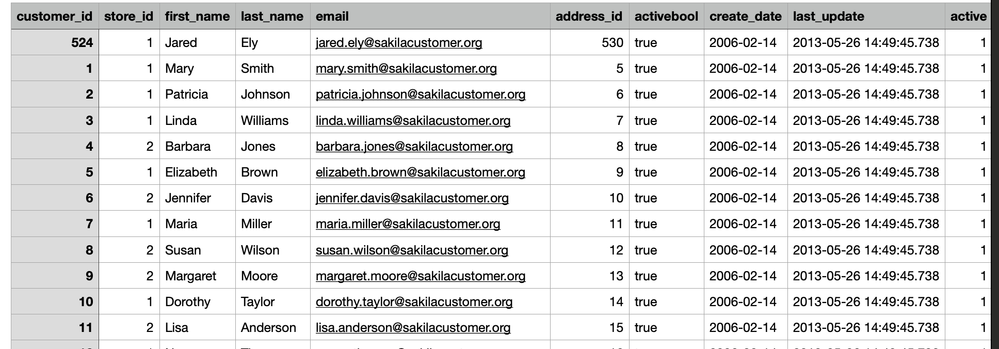 customer_id store_id first_name last_name email address_id activebool create_date last_update active
524 1 Jared Ely jared.ely@sakilacustomer.org 530 true 2006-02-14 2013-05-26 14:49:45.738 1
1 1 Mary Smith mary.smith@sakilacustomer.org 5 true 2006-02-14 2013-05-26 14:49:45.738 1
2 1 Patricia Johnson patricia.johnson@sakilacustomer.org 6 true 2006-02-14 2013-05-26 14:49:45.738 1
3 1 Linda Williams linda.williams@sakilacustomer.org 7 true 2006-02-14 2013-05-26 14:49:45.738 1
4 2 Barbara Jones barbara.jones@sakilacustomer.org 8 true 2006-02-14 2013-05-26 14:49:45.738 1
5 1 Elizabeth Brown elizabeth.brown@sakilacustomer.org 9 true 2006-02-14 2013-05-26 14:49:45.738 1
6 2 Jennifer Davis jennifer.davis@sakilacustomer.org 10 true 2006-02-14 2013-05-26 14:49:45.738 1
7 1 Maria Miller maria.miller@sakilacustomer.org 11 true 2006-02-14 2013-05-26 14:49:45.738 1
8 2 Susan Wilson susan.wilson@sakilacustomer.org 12 true 2006-02-14 2013-05-26 14:49:45.738 1
9 2 Margaret Moore margaret.moore@sakilacustomer.org 13 true 2006-02-14 2013-05-26 14:49:45.738 1
10 1 Dorothy Taylor dorothy.taylor@sakilacustomer.org 14 true 2006-02-14 2013-05-26 14:49:45.738 1
11 2 Lisa Anderson lisa.anderson@sakilacustomer.org 15 true 2006-02-14 2013-05-26 14:49:45.738 1